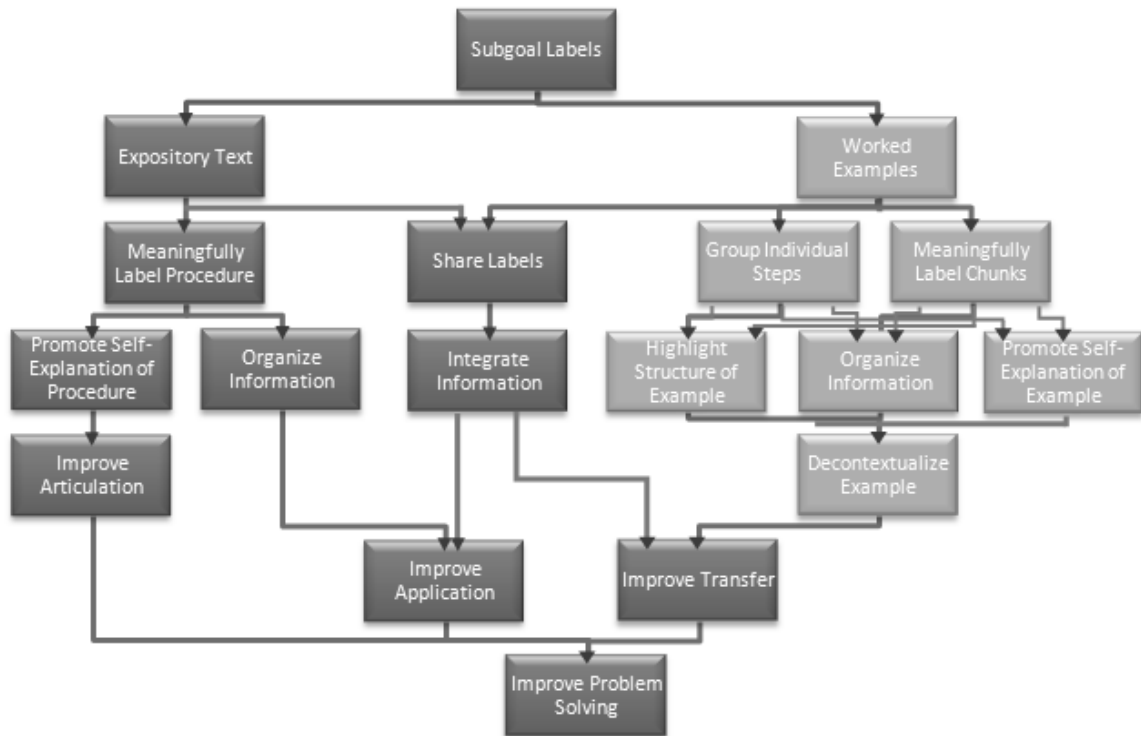 Subgoal Labels
Expository Text
Worked
Examples
Meaningfully
Label Procedure
Share Labels
Group Individual
Steps
Meaningfully
Label Chunks
Promote Self-
Explanation of
Procedure
Organize
Information
Integrate
Information
Highlight
Structure of
Example
Organize
Information
Promote Self-
Explanation of
Example
Improve
Articulation
Decontextualize
Example
Improve
Application
Improve Transfer
Improve Problem
Solving